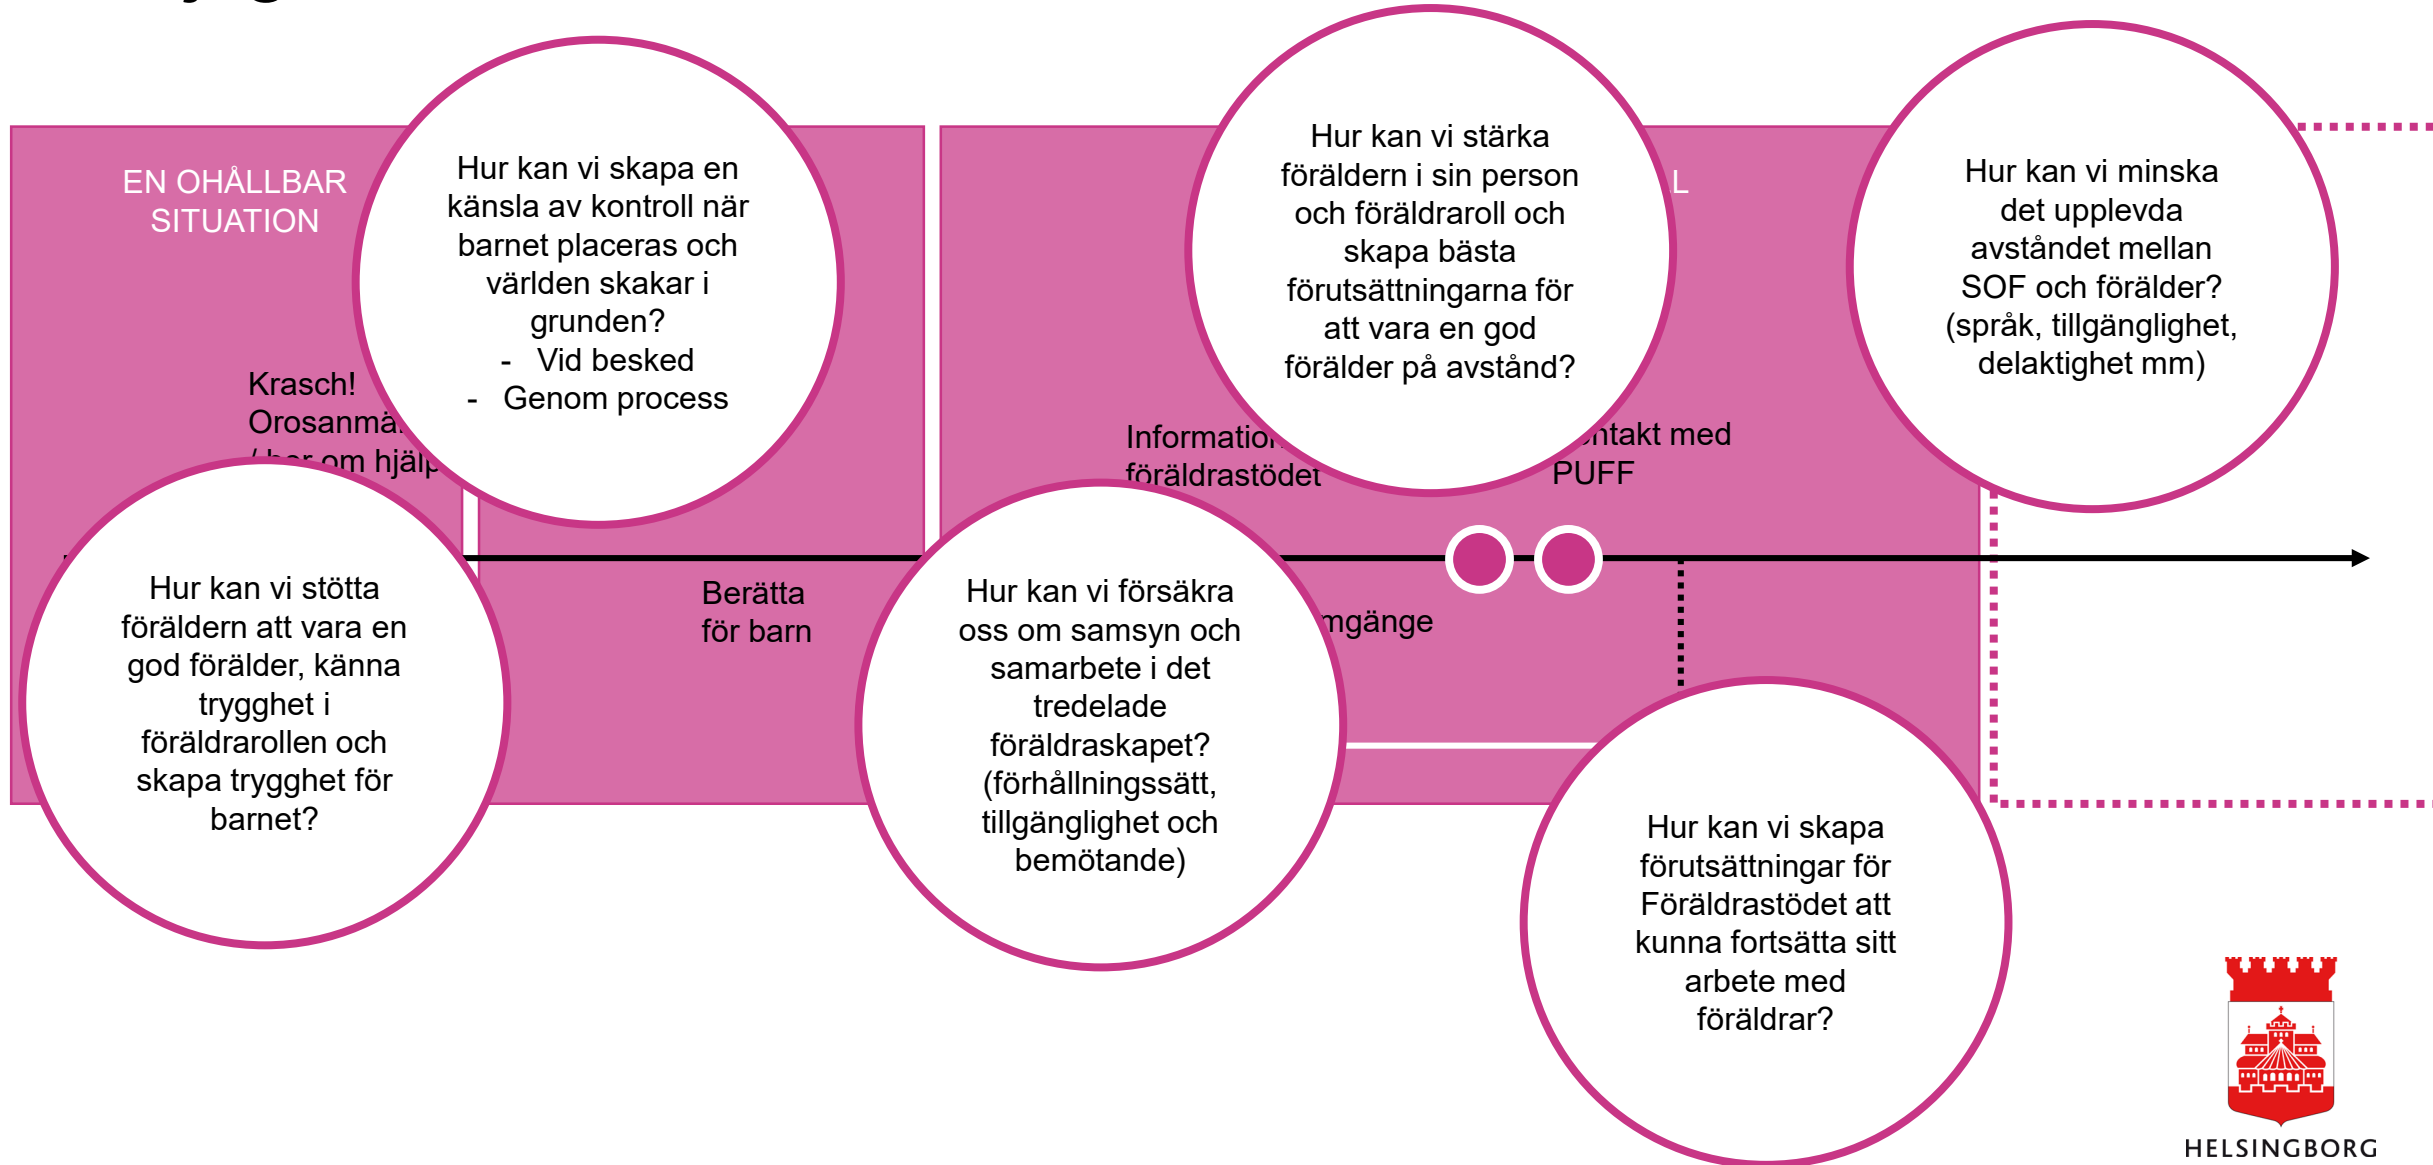 EN OHÅLLBAR
SITUATION
Krasch!
om hjälp
Hur kan vi skapa en
känsla av kontroll när
barnet placeras och
världen skakar i
grunden?
- Vid besked
- Genom process
Hur kan vi stötta
föräldern att vara en
god förälder, känna
trygghet i
föräldrarollen och
skapa trygghet för
barnet?
Berätta
för barn
Information
föräldrastödet
Hur kan vi försäkra
oss om samsyn och
samarbete i det
tredelade
föräldraskapet?
(förhållningssätt,
tillgänglighet och
bemötande)
Hur kan vi stärka
föräldern i sin person
och föräldraroll och
skapa bästa
förutsättningarna för
att vara en god
förälder på avstånd?
L
med
PUFF
Hur kan vi skapa
förutsättningar för
Föräldrastödet att
kunna fortsätta sitt
arbete med
föräldrar?
Hur kan vi minska
det upplevda
avståndet mellan
SOF och förälder?
(språk, tillgänglighet,
delaktighet mm)
HELSINGBORG